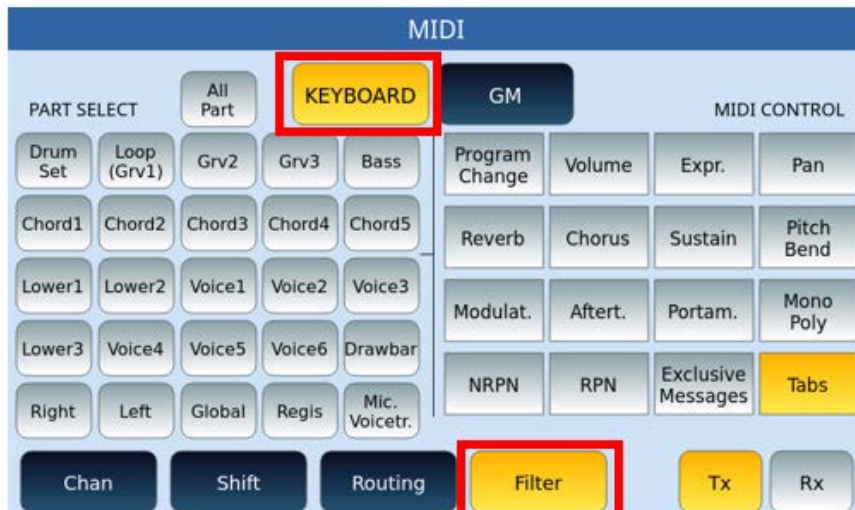 MIDI
PART SELECT
All
Part
KEYBOARD
GM
MIDI CONTROL
Drum
Set
Loop
(Grv1)
Grv2
Grv3
Bass
Program
Change
Volume
Expr.
Pan
Chord1
Chord2
Chord3
Chord4
Chord5
Reverb
Chorus
Sustain
Pitch
Bend
Lower1
Lower2
Voice1
Voice2
Voice3
Modulat.
Aftert.
Portam.
Mono
Poly
Lower3
Voice4
Voice5
Voice6
Drawbar
NRPN
RPN
Exclusive
Messages
Tabs
Right
Left
Global
Regis
Mic.
Voicetr.
Chan
Shift
Routing
Filter
Tx
Rx